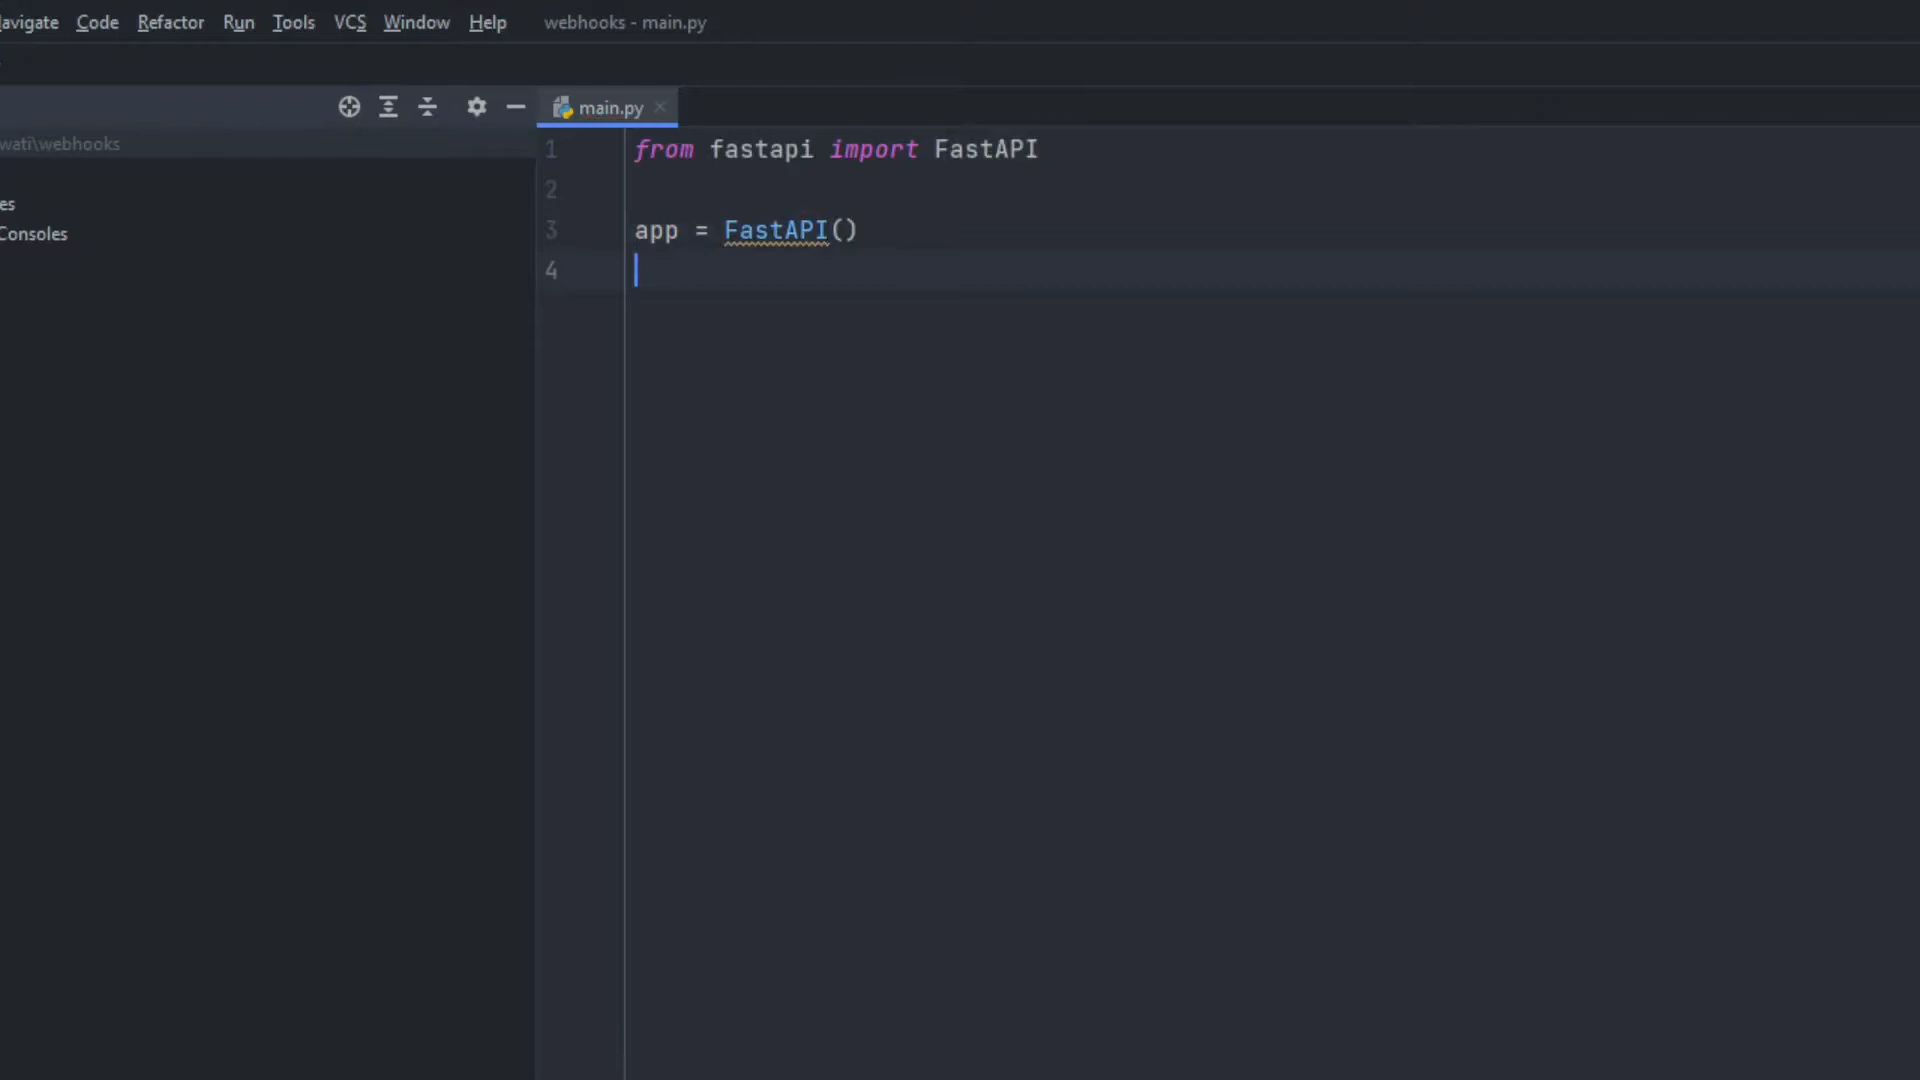 avigate Code Refactor Run Tools VCS Window Help webhooks - main.py
main.py
wati\webhooks
1 from fastapi import FastAPI
2
es
3 app = FastAPI()
Consoles
4